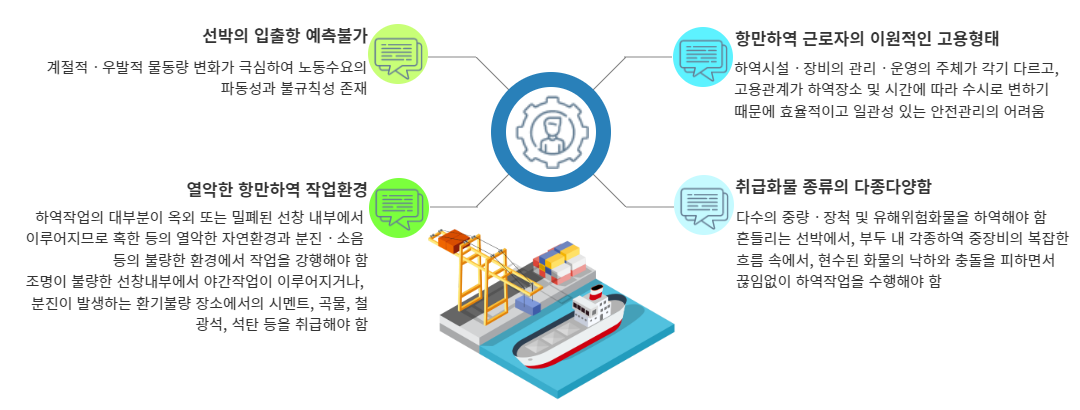 선박의 입출항 예측불가
계절적ㆍ우발적 물동량 변화가 극심하여 노동수요의
파동성과 불규칙성 존재
항만하역 근로자의 이원적인 고용형태
하역시설ㆍ장비의 관리ㆍ운영의 주체가 각기 다르고,
고용관계가 하역장소 및 시간에 따라 수시로 변하기
때문에 효율적이고 일관성 있는 안전관리의 어려움
열악한 항만하역 작업환경
하역작업의 대부분이 옥외 또는 밀폐된 선창 내부에서
이루어지므로 혹한 등의 열악한 자연환경과 분진ㆍ소음
등의 불량한 환경에서 작업을 강행해야 함
조명이 불량한 선창내부에서 야간작업이 이루어지거나,
분진이 발생하는 환기불량 장소에서의 시멘트, 곡물, 철
광석, 석탄 등을 취급해야 함
취급화물 종류의 다종다양함
다수의 중량ㆍ장척 및 유해위험화물을 하역해야 함
흔들리는 선박에서, 부두 내 각종하역 중장비의 복잡한
흐름 속에서, 현수된 화물의 낙하와 충돌을 피하면서
끊임없이 하역작업을 수행해야 함